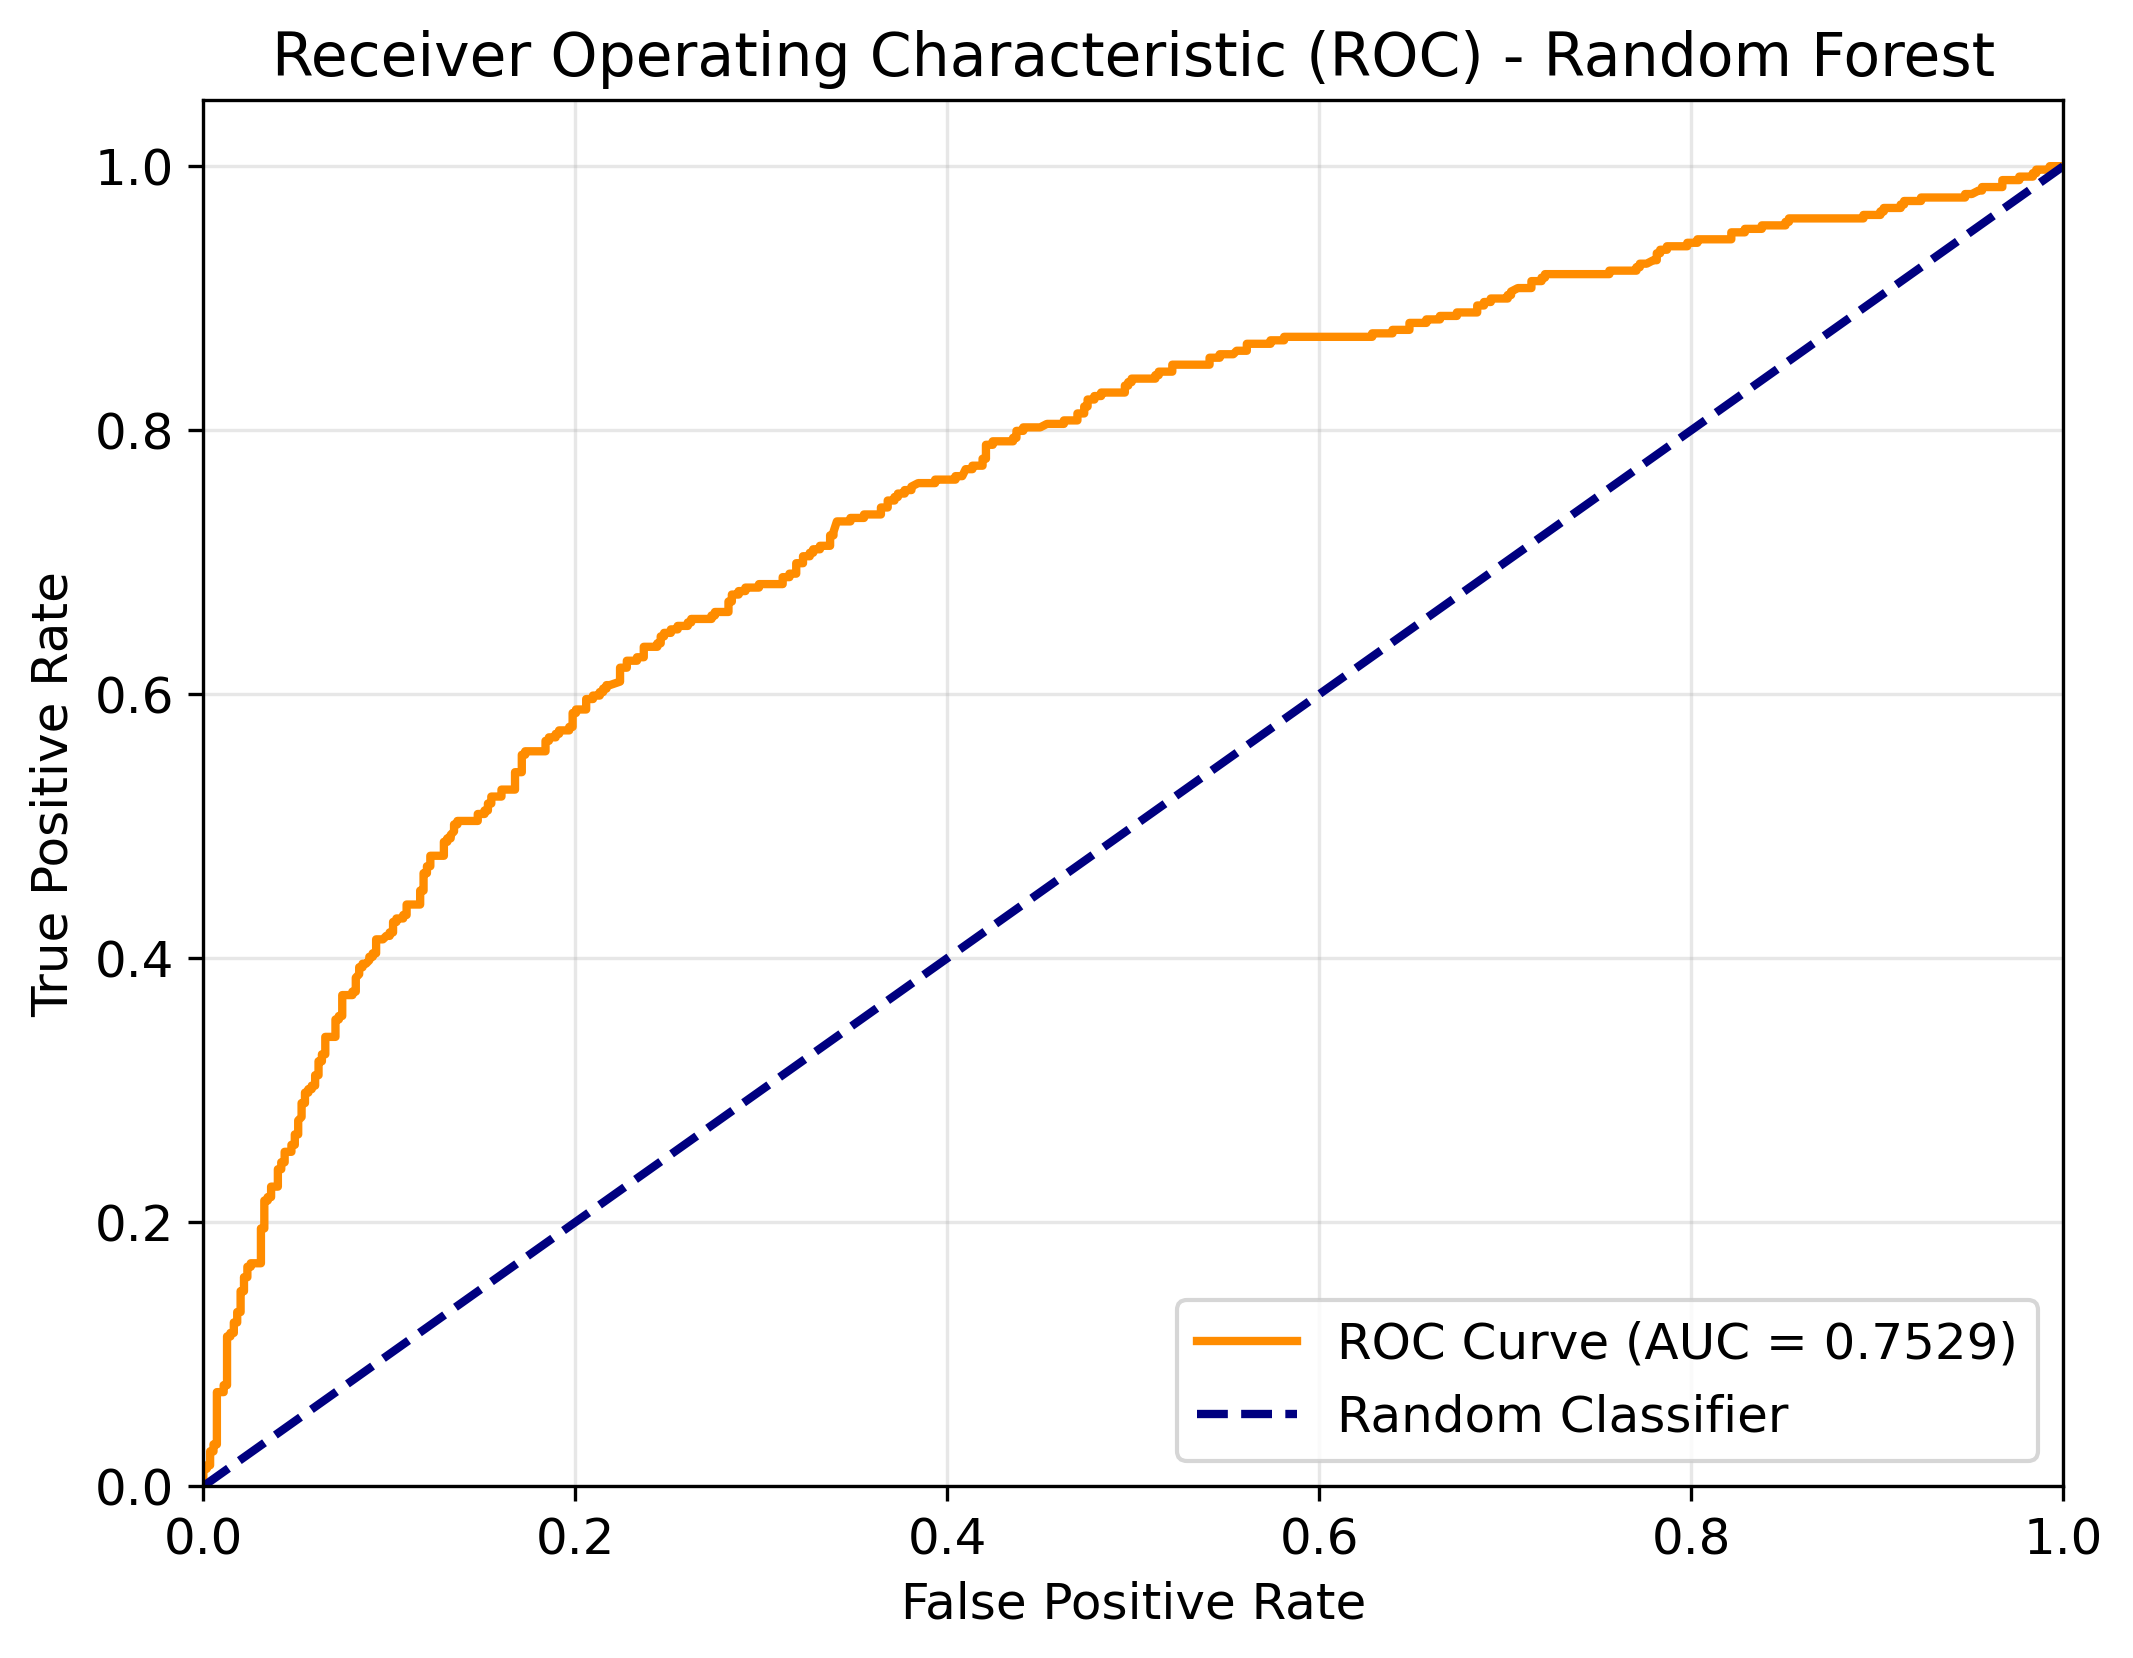 Receiver Operating Characteristic (ROC) - Random Forest
True Positive Rate
1.0
0.8
0.6
0.4
0.2
0.0
0.0 0.2 0.4 0.6 0.8 1.0
False Positive Rate
ROC Curve (AUC = 0.7529)
Random Classifier